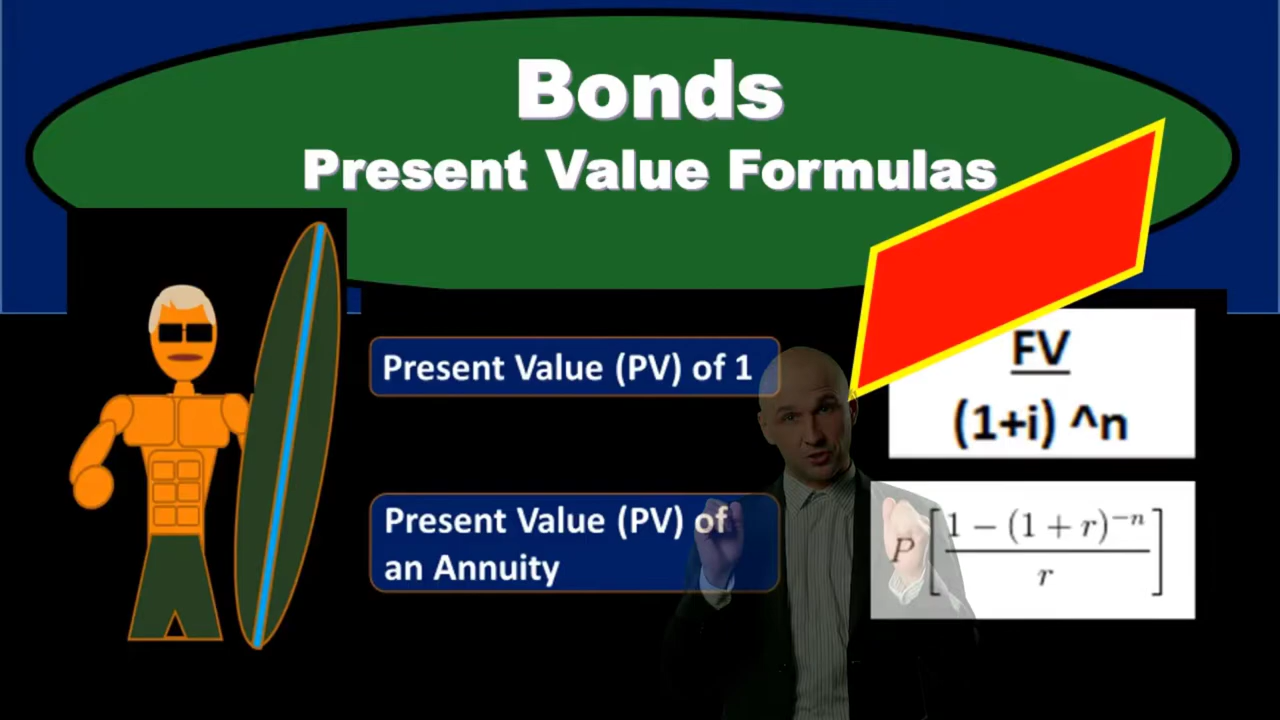 Bonds
Present Value Formulas
Present Value (PV) of 1
FV
(1+i) ^n
Present Value (PV) of
an Annuity
P [1 − (1 + r)^−n / r]